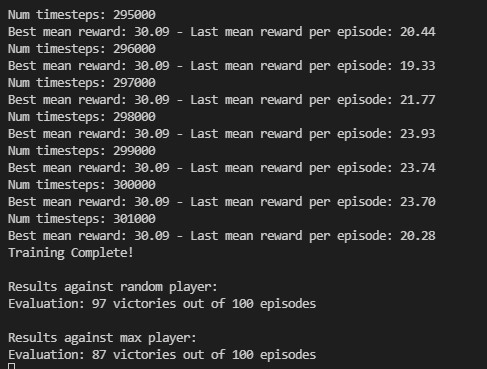 Num timesteps: 295000
Best mean reward: 30.09 - Last mean reward per episode: 20.44
Num timesteps: 296000
Best mean reward: 30.09 - Last mean reward per episode: 19.33
Num timesteps: 297000
Best mean reward: 30.09 - Last mean reward per episode: 21.77
Num timesteps: 298000
Best mean reward: 30.09 - Last mean reward per episode: 23.93
Num timesteps: 299000
Best mean reward: 30.09 - Last mean reward per episode: 23.74
Num timesteps: 300000
Best mean reward: 30.09 - Last mean reward per episode: 23.70
Num timesteps: 301000
Best mean reward: 30.09 - Last mean reward per episode: 20.28
Training Complete!
Results against random player:
Evaluation: 97 victories out of 100 episodes
Results against max player:
Evaluation: 87 victories out of 100 episodes